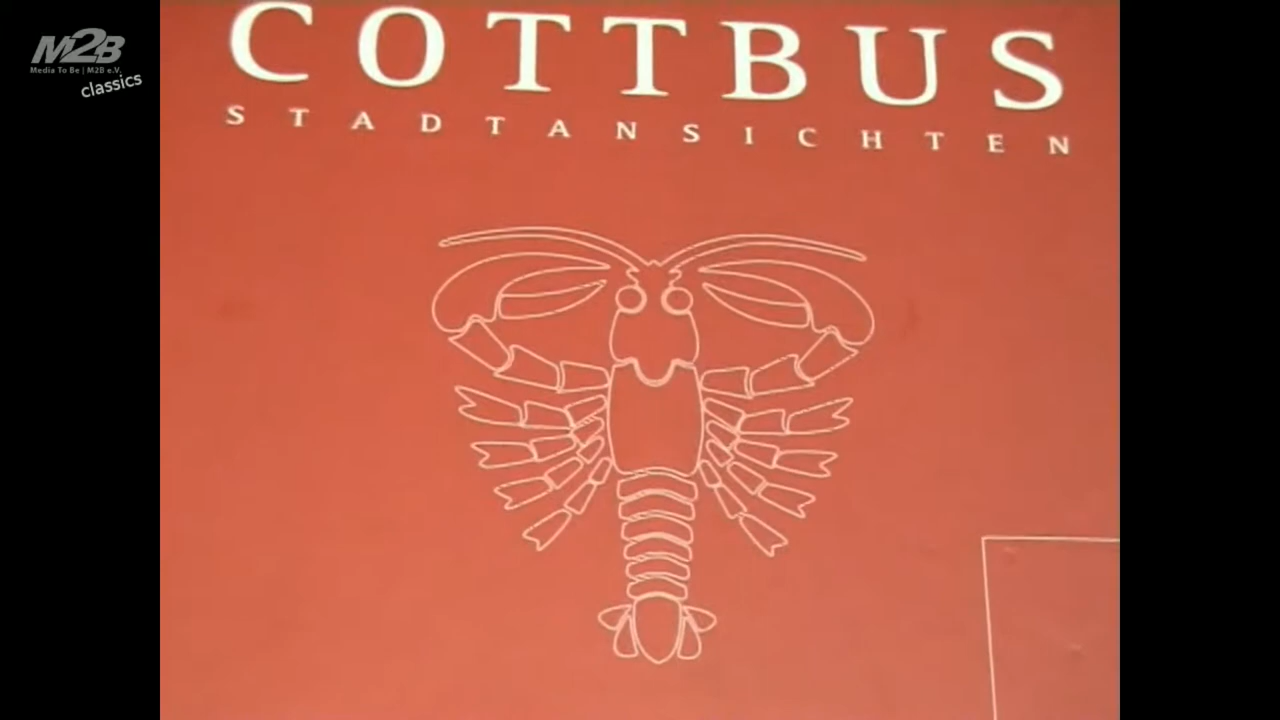 M2B
Media To Be | M2B e.V.
classics
COTTBUS
STADTANSICHTEN